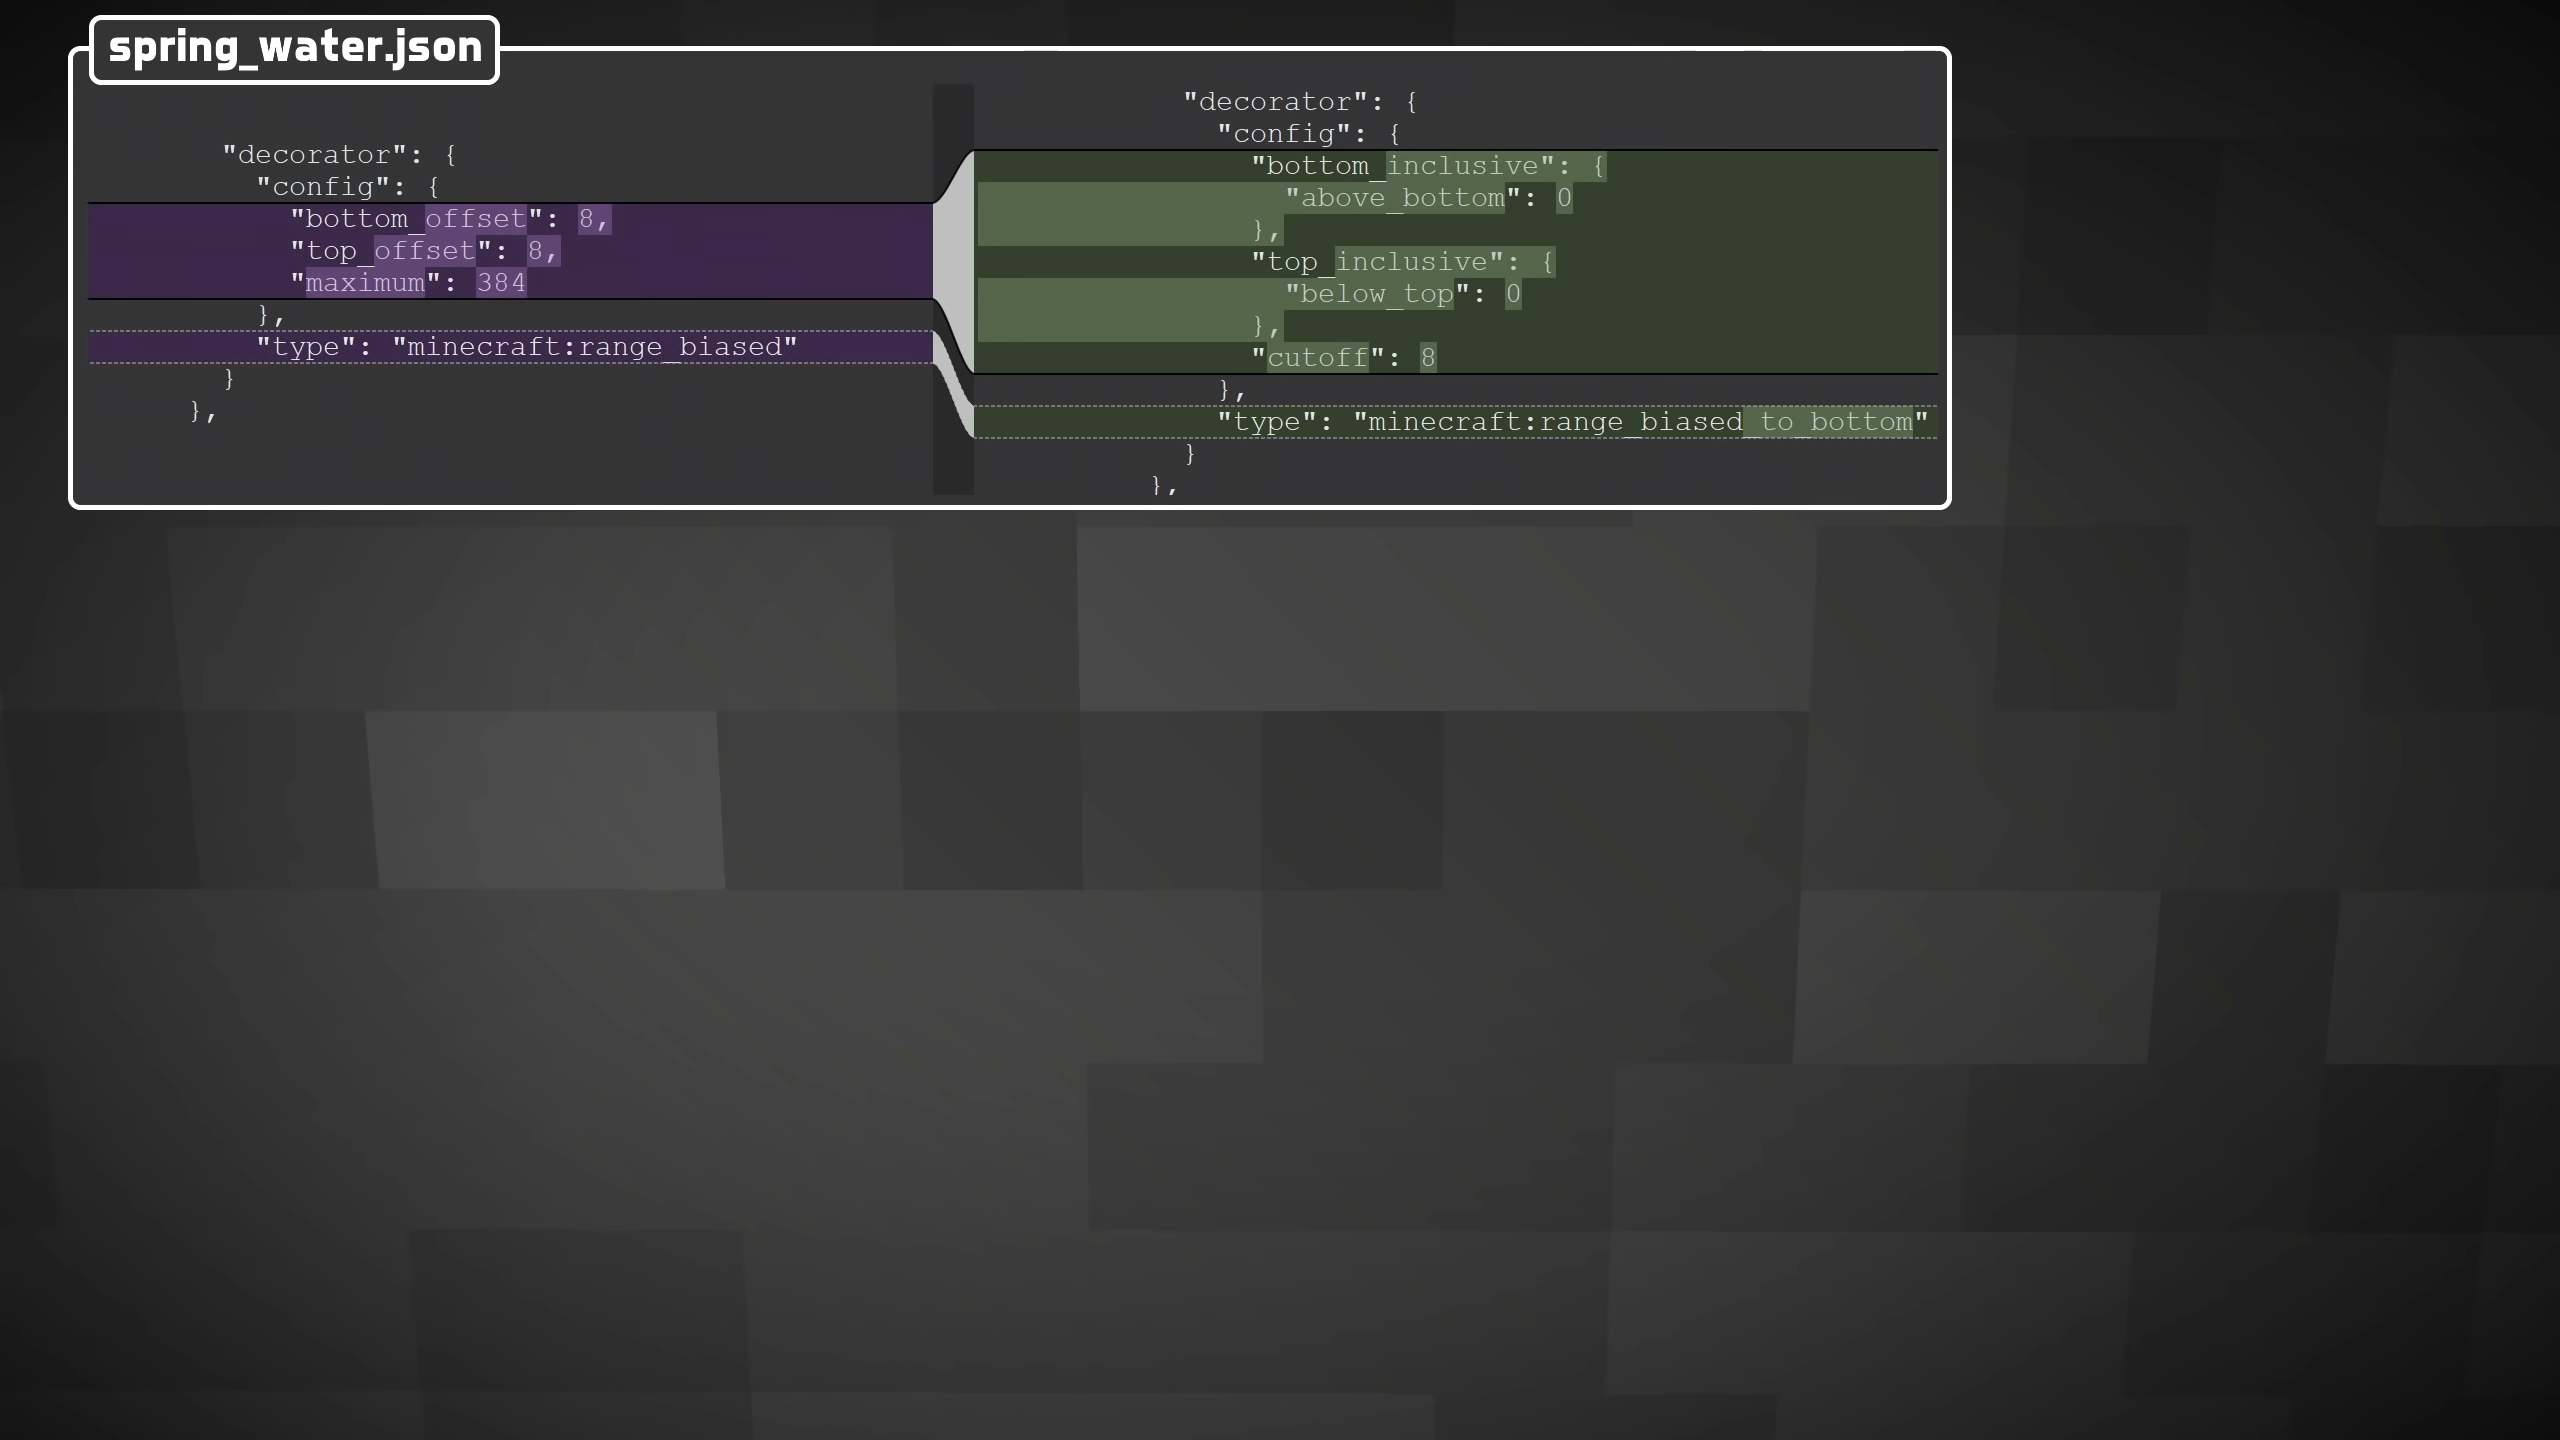 spring_water.json
"decorator": {
"config": {
"bottom_offset": 8,
"top_offset": 8,
"maximum": 384
},
"type": "minecraft:range_biased"
}
},
"decorator": {
"config": {
"bottom_inclusive": {
"above_bottom": 0
},
"top_inclusive": {
"below_top": 0
},
"cutoff": 8
},
"type": "minecraft:range_biased_to_bottom"
}
},